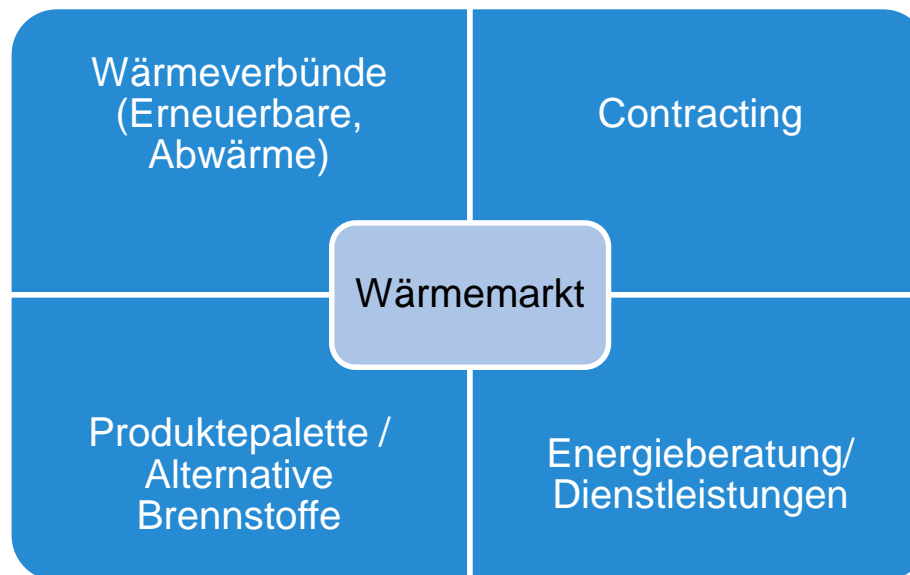 Wärmeverbünde
(Erneuerbare,
Abwärme)
Contracting
Wärmemarkt
Produktepalette /
Alternative
Brennstoffe
Energieberatung/
Dienstleistungen